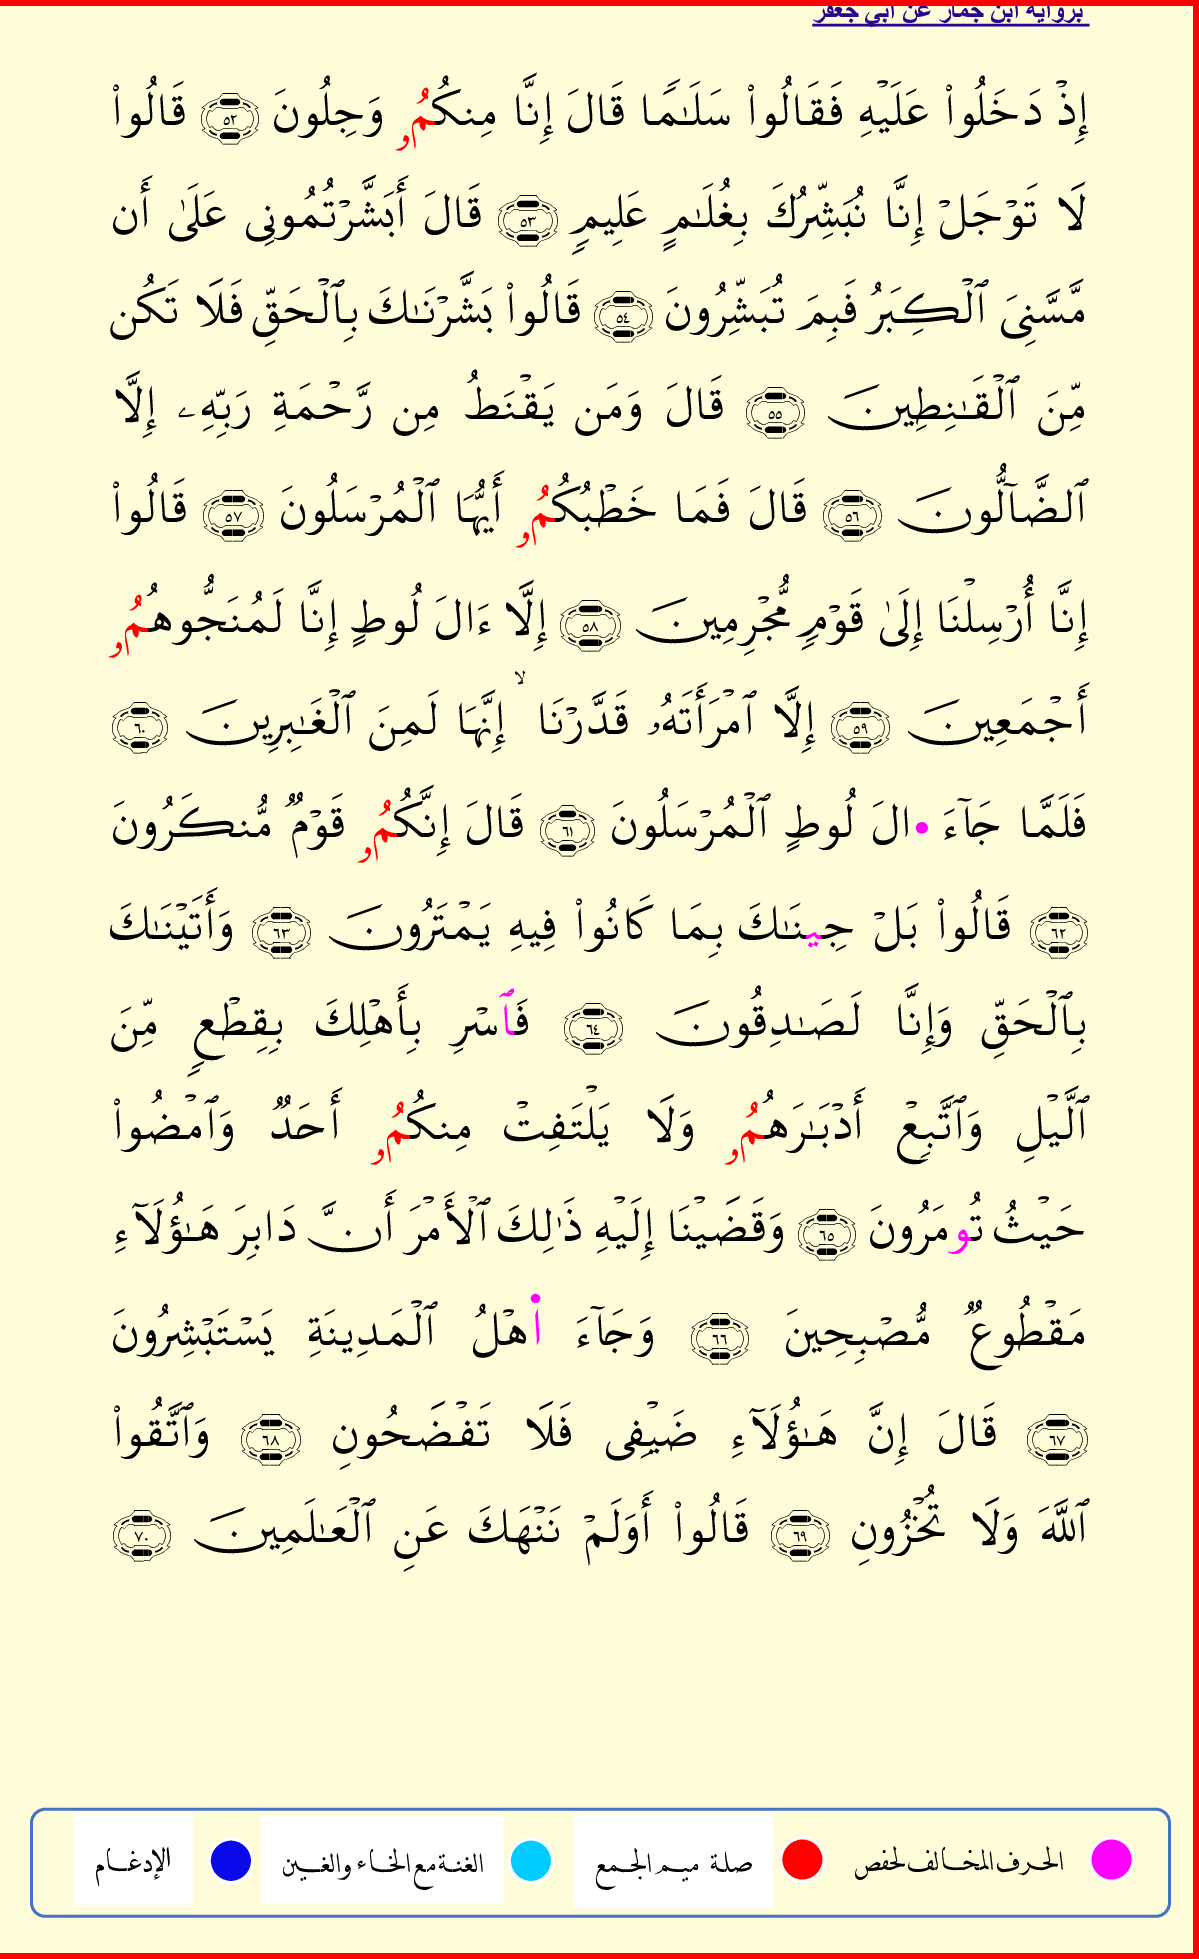 برواية ابن جماز عن أبي جعفر
إِذْ دَخَلُواْ عَلَيْهِ فَقَالُواْ سَلَٰمًا قَالَ إِنَّا مِنكُمُۥ وَجِلُونَ ٥٢ قَالُواْ
لَا تَوْجَلْ إِنَّا نُبَشِّرُكَ بِغُلَٰمٍ عَلِيمٍ ٥٣ قَالَ أَبَشَّرْتُمُونِى عَلَىٰ أَن
مَّسَّنِىَ ٱلْكِبَرُ فَبِمَ تُبَشِّرُونَ ٥٤ قَالُواْ بَشَّرْنَٰكَ بِٱلْحَقِّ فَلَا تَكُن
مِّنَ ٱلْقَٰنِطِينَ ٥٥ قَالَ وَمَن يَقْنَطُ مِن رَّحْمَةِ رَبِّهِۦ إِلَّا
ٱلضَّآلُّونَ ٥٦ قَالَ فَمَا خَطْبُكُمُۥ أَيُّهَا ٱلْمُرْسَلُونَ ٥٧ قَالُواْ
إِنَّا أُرْسِلْنَا إِلَىٰ قَوْمٍ مُّجْرِمِينَ ٥٨ إِلَّا ءَالَ لُوطٍ إِنَّا لَمُنَجُّوهُمُۥ
أَجْمَعِينَ ٥٩ إِلَّا ٱمْرَأَتَهُۥ قَدَّرْنَا ۙ إِنَّهَا لَمِنَ ٱلْغَٰبِرِينَ ٦٠
فَلَمَّا جَآءَ •الَ لُوطٍ ٱلْمُرْسَلُونَ ٦١ قَالَ إِنَّكُمُۥ قَوْمٌ مُّنكَرُونَ
٦٢ قَالُواْ بَلْ جِينَٰكَ بِمَا كَانُواْ فِيهِ يَمْتَرُونَ ٦٣ وَأَتَيْنَٰكَ
بِٱلْحَقِّ وَإِنَّا لَصَٰدِقُونَ ٦٤ فَٱسْرِ بِأَهْلِكَ بِقِطْعٍ مِّنَ
ٱلَّيْلِ وَٱتَّبِعْ أَدْبَٰرَهُمُۥ وَلَا يَلْتَفِتْ مِنكُمُۥ أَحَدٌ وَٱمْضُواْ
حَيْثُ تُومَرُونَ ٦٥ وَقَضَيْنَا إِلَيْهِ ذَٰلِكَ ٱلْأَمْرَ أَنَّ دَابِرَ هَٰؤُلَآءِ
مَقْطُوعٌ مُّصْبِحِينَ ٦٦ وَجَآءَ ا۬هْلُ ٱلْمَدِينَةِ يَسْتَبْشِرُونَ
٦٧ قَالَ إِنَّ هَٰؤُلَآءِ ضَيْفِى فَلَا تَفْضَحُونِ ٦٨ وَٱتَّقُواْ
ٱللَّهَ وَلَا تُخْزُونِ ٦٩ قَالُواْ أَوَلَمْ نَنْهَكَ عَنِ ٱلْعَٰلَمِينَ ٧٠
الحرف المخالف لحفص صلة ميم الجمع الغنة مع الخاء والغين الإدغام